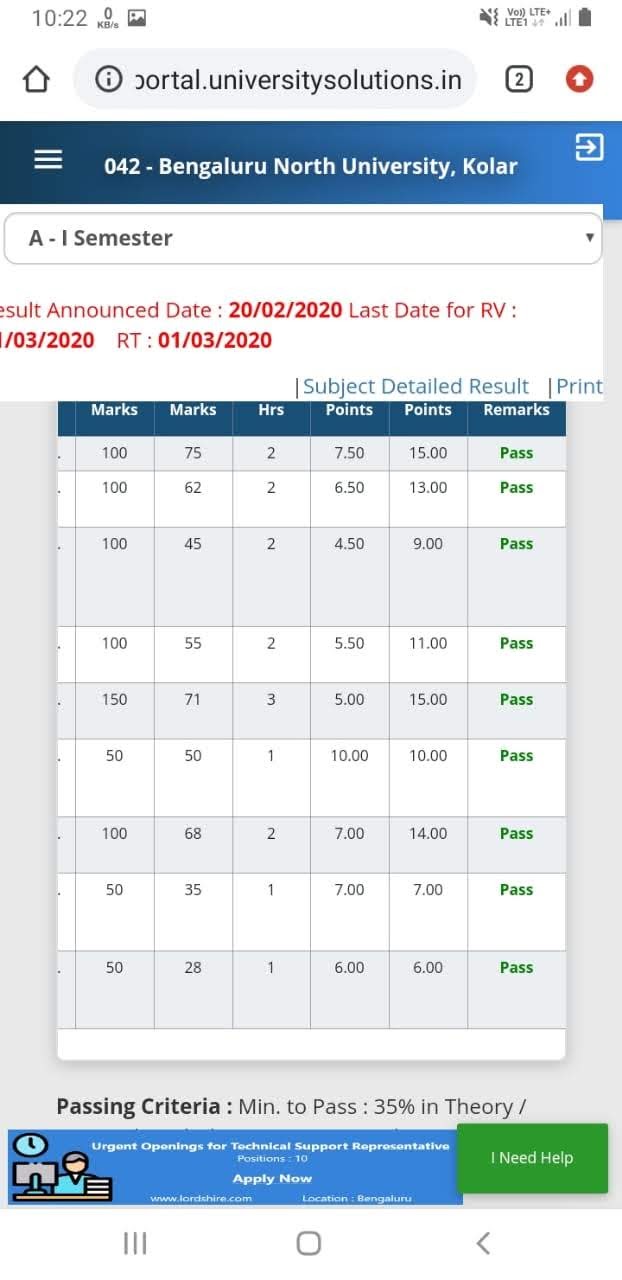 10:22 0 KB/s Vo)) LTE+ LTE1
portal.universitysolutions.in 2
042 - Bengaluru North University, Kolar
A - I Semester
esult Announced Date : 20/02/2020 Last Date for RV :
/03/2020 RT : 01/03/2020
|Subject Detailed Result |Print
Marks Marks Hrs Points Points Remarks
. 100 75 2 7.50 15.00 Pass
. 100 62 2 6.50 13.00 Pass
. 100 45 2 4.50 9.00 Pass
. 100 55 2 5.50 11.00 Pass
. 150 71 3 5.00 15.00 Pass
. 50 50 1 10.00 10.00 Pass
. 100 68 2 7.00 14.00 Pass
. 50 35 1 7.00 7.00 Pass
. 50 28 1 6.00 6.00 Pass
Passing Criteria : Min. to Pass : 35% in Theory /
Urgent Openings for Technical Support Representative
Positions : 10
Apply Now
www.lordshire.com Location : Bengaluru
I Need Help